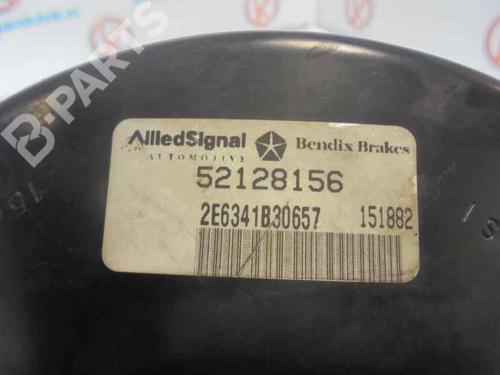 B-PARTS
AlliedSignal Bendix Brakes
AUTOMOTIVE
52128156
2E6341B30657 151882